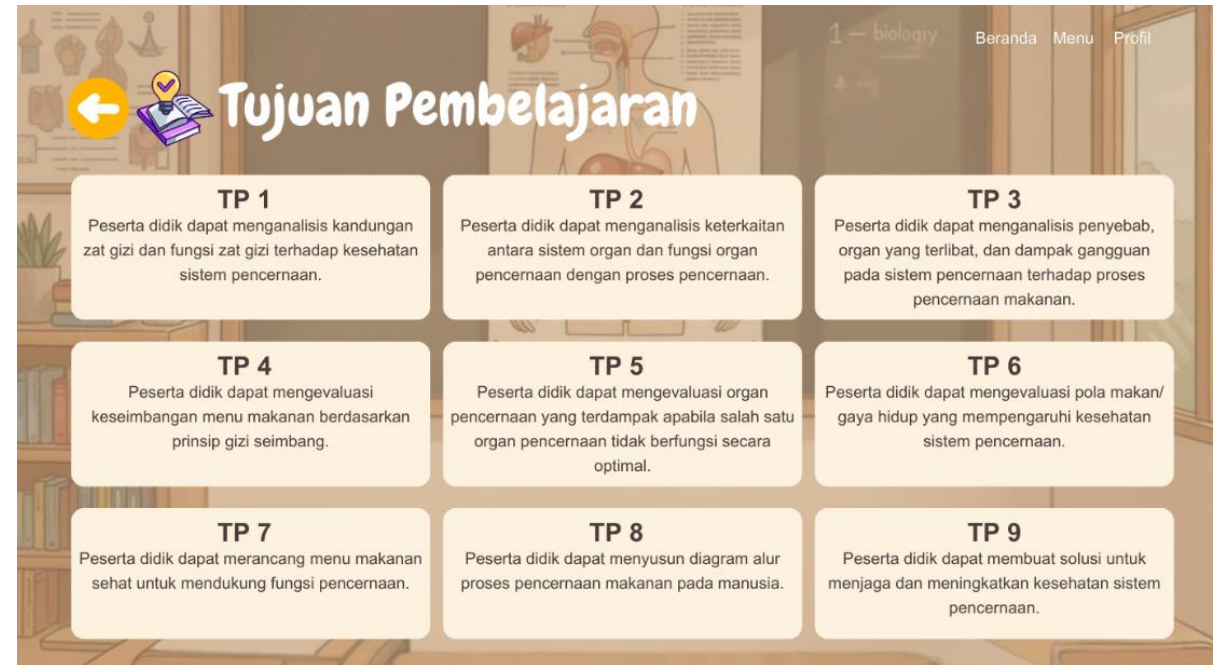 1 — biologiy
Beranda Menu Profil
Tujuan Pembelajaran
TP 1
Peserta didik dapat menganalisis kandungan
zat gizi dan fungsi zat gizi terhadap kesehatan
sistem pencernaan.
TP 2
Peserta didik dapat menganalisis keterkaitan
antara sistem organ dan fungsi organ
pencernaan dengan proses pencernaan.
TP 3
Peserta didik dapat menganalisis penyebab,
organ yang terlibat, dan dampak gangguan
pada sistem pencernaan terhadap proses
pencernaan makanan.
TP 4
Peserta didik dapat mengevaluasi
keseimbangan menu makanan berdasarkan
prinsip gizi seimbang.
TP 5
Peserta didik dapat mengevaluasi organ
pencernaan yang terdampak apabila salah satu
organ pencernaan tidak berfungsi secara
optimal.
TP 6
Peserta didik dapat mengevaluasi pola makan/
gaya hidup yang mempengaruhi kesehatan
sistem pencernaan.
TP 7
Peserta didik dapat merancang menu makanan
sehat untuk mendukung fungsi pencernaan.
TP 8
Peserta didik dapat menyusun diagram alur
proses pencernaan makanan pada manusia.
TP 9
Peserta didik dapat membuat solusi untuk
menjaga dan meningkatkan kesehatan sistem
pencernaan.